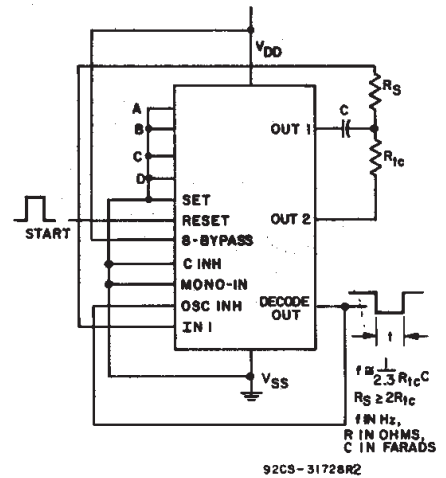 VDD
A
B
C
D
SET
RESET
START
8-BYPASS
C INH
MONO-IN
OSC INH
IN 1
OUT 1
C
RS
Rtc
OUT 2
DECODE
OUT
t
VSS
f ≅ 1
2.3 RtcC
RS ≥ 2Rtc
f IN Hz,
R IN OHMS,
C IN FARADS
92CS-31728R2